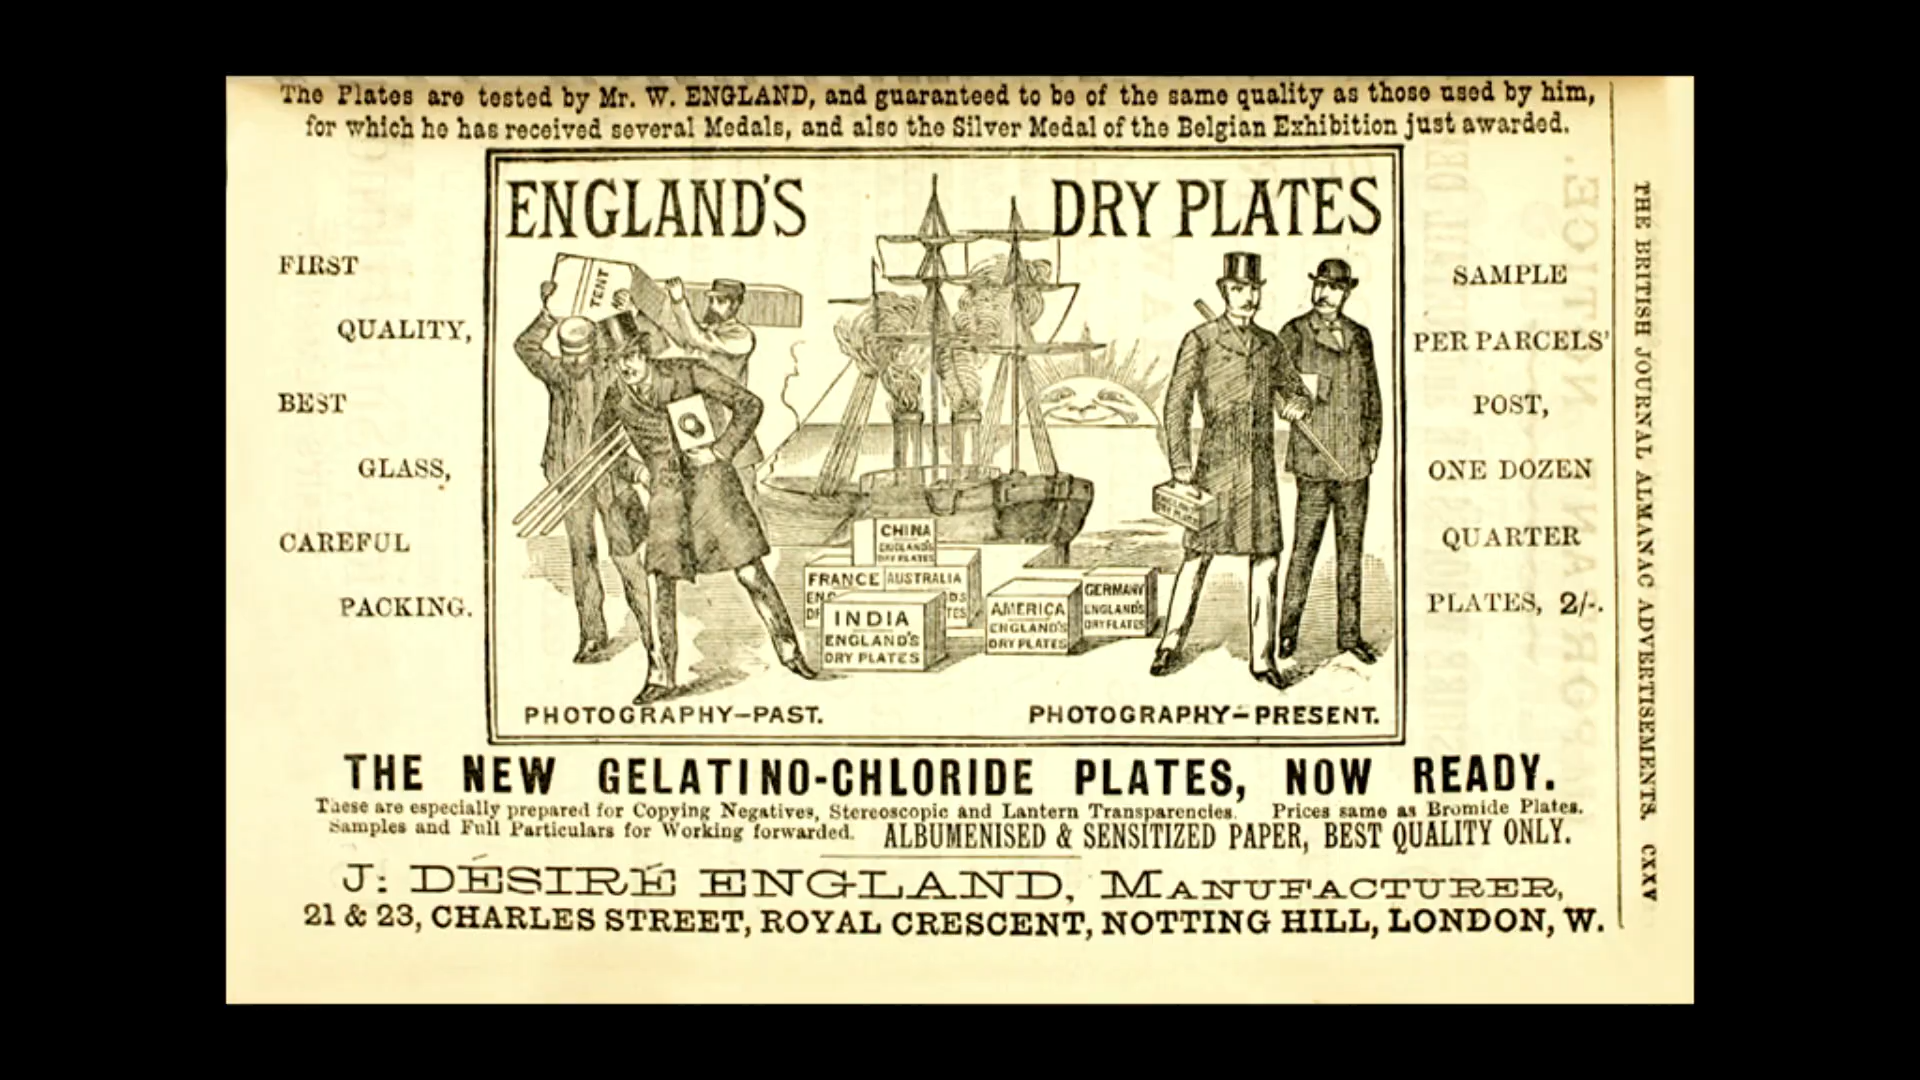 The Plates are tested by Mr. W. ENGLAND, and guaranteed to be of the same quality as those used by him,
for which he has received several Medals, and also the Silver Medal of the Belgian Exhibition just awarded.
FIRST
QUALITY,
BEST
GLASS,
CAREFUL
PACKING.
ENGLAND'S DRY PLATES
TENT
CHINA
ENGLAND'S
DRY PLATES
FRANCE
AUSTRALIA
INDIA
ENGLAND'S
DRY PLATES
AMERICA
ENGLAND'S
DRY PLATES
GERMANY
ENGLAND'S
DRY PLATES
PHOTOGRAPHY—PAST.
PHOTOGRAPHY—PRESENT.
SAMPLE
PER PARCELS'
POST,
ONE DOZEN
QUARTER
PLATES, 2/-.
THE NEW GELATINO-CHLORIDE PLATES, NOW READY.
These are especially prepared for Copying Negatives, Stereoscopic and Lantern Transparencies. Prices same as Bromide Plates.
Samples and Full Particulars for Working forwarded. ALBUMENISED & SENSITIZED PAPER, BEST QUALITY ONLY.
J. DÉSIRÉ ENGLAND, MANUFACTURER,
21 & 23, CHARLES STREET, ROYAL CRESCENT, NOTTING HILL, LONDON, W.
THE BRITISH JOURNAL ALMANAC ADVERTISEMENTS. CXXV